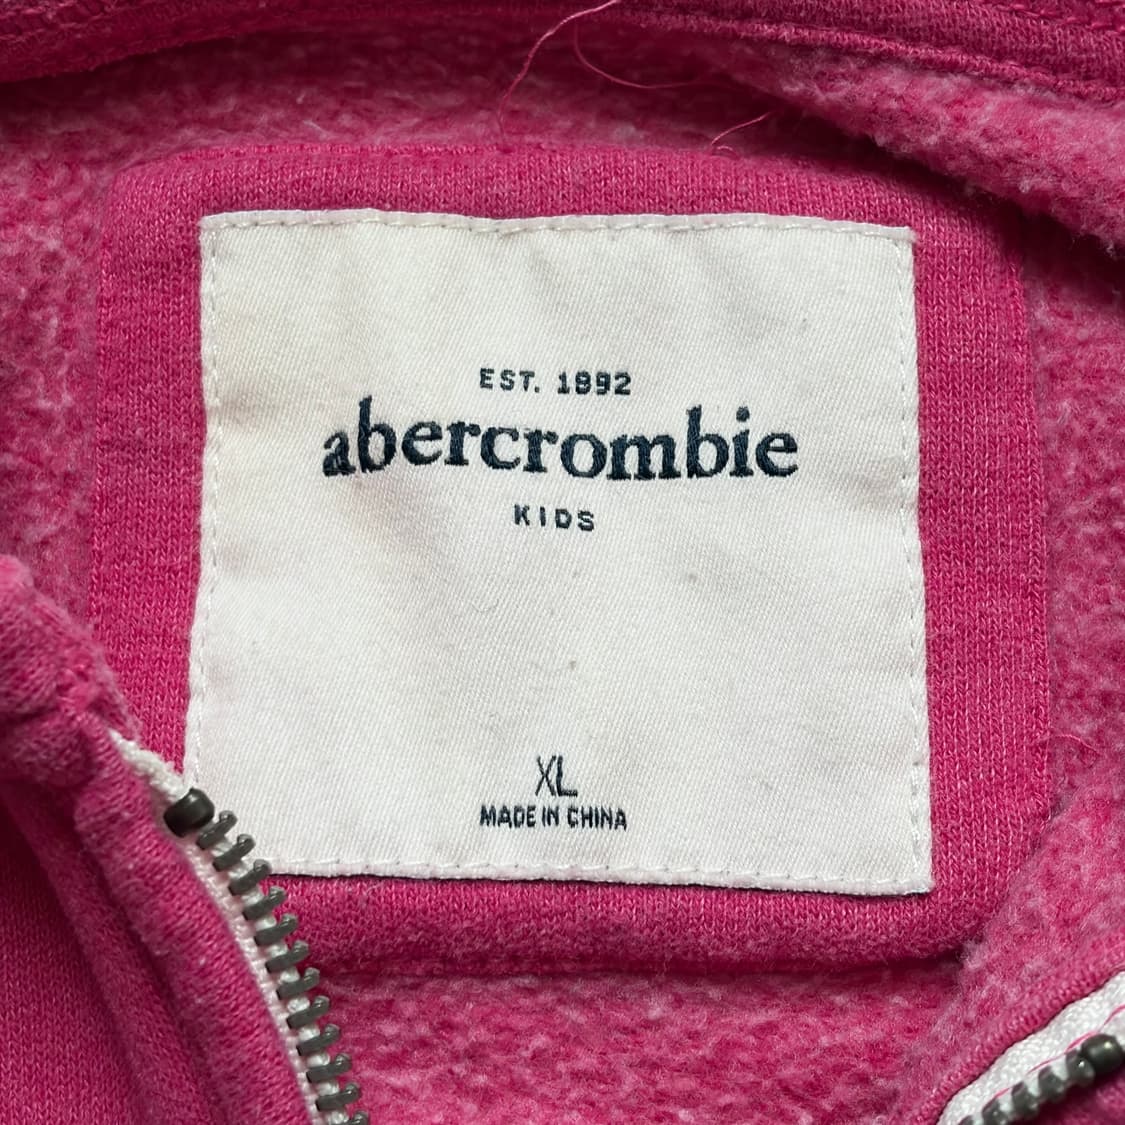 EST. 1892
abercrombie
KIDS
XL
MADE IN CHINA